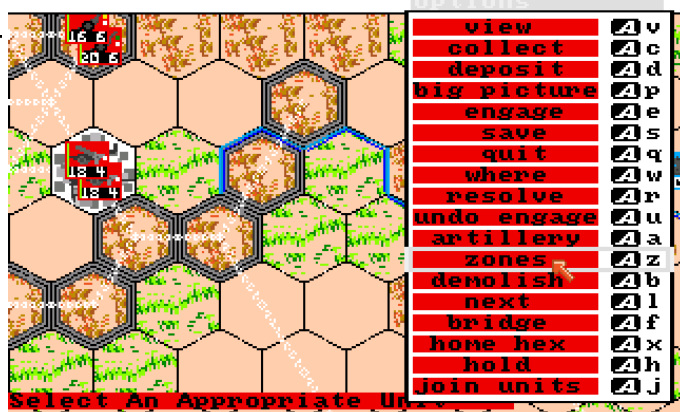 options
view A v
collect A c
deposit A d
big picture A p
engage A e
save A s
quit A q
where A w
resolve A r
undo engage A u
artillery A a
zones A z
demolish A b
next A l
bridge A f
home hex A x
hold A h
join units A j
16 6
20 6
18 4
18 4
Select An Appropriate Uni